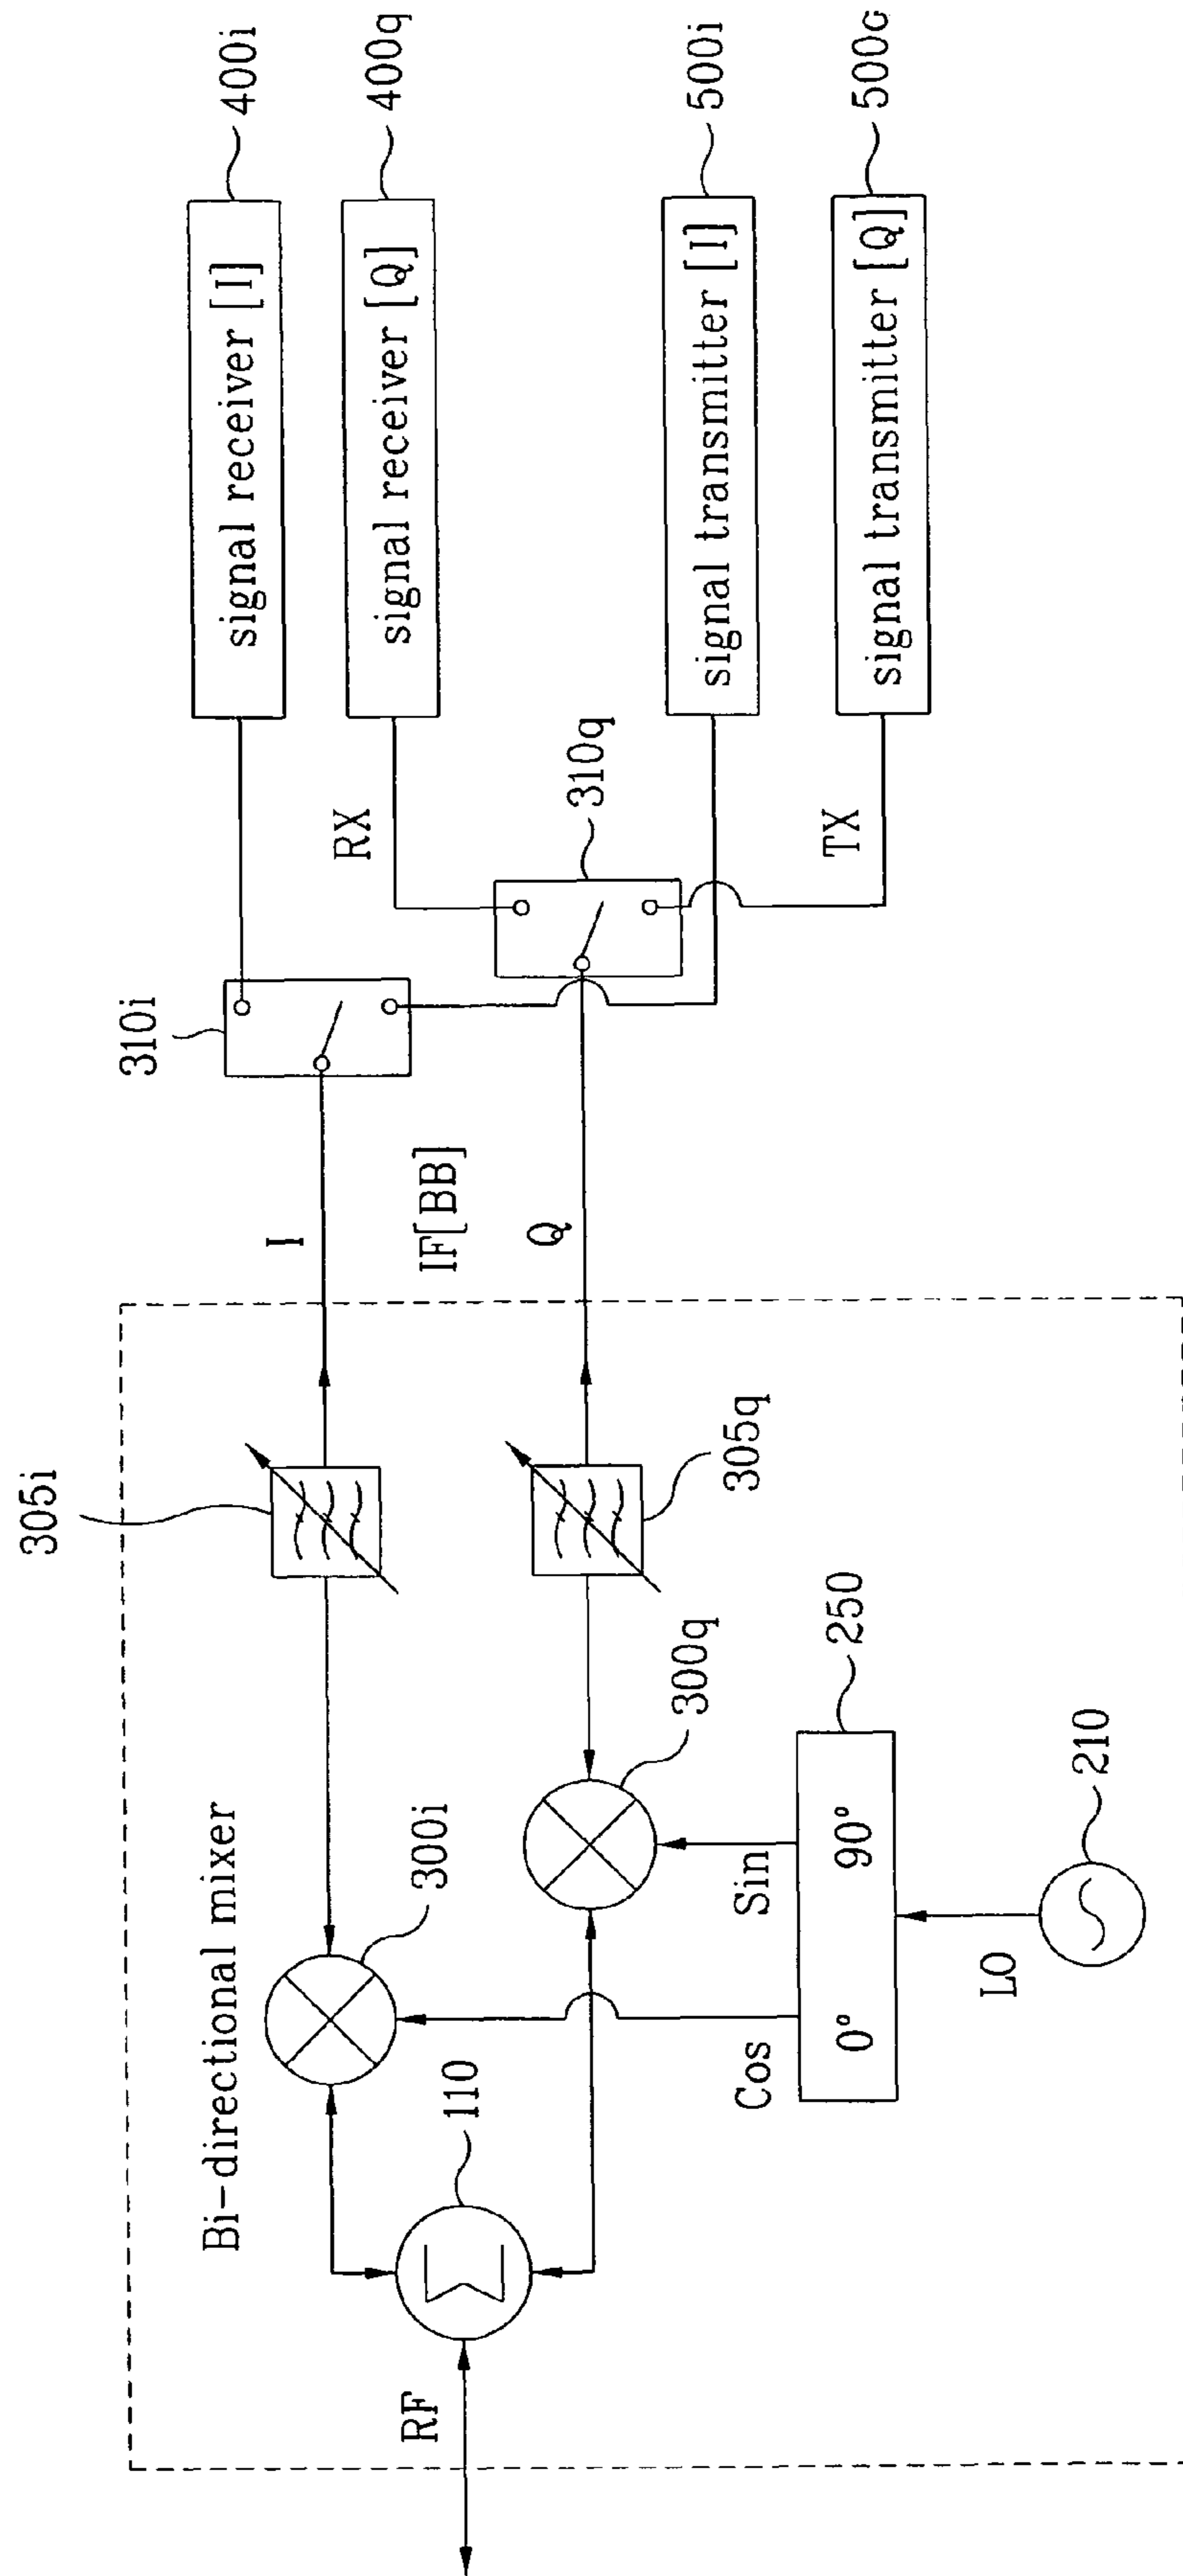 400i
400q
500i
500c
signal receiver [I]
signal receiver [Q]
signal transmitter [I]
signal transmitter [Q]
RX
TX
310i
310q
I
IF[BB]
Q
305i
305q
Bi-directional mixer
300i
300q
250
210
Sin
Cos
90°
0°
LO
110
Σ
RF